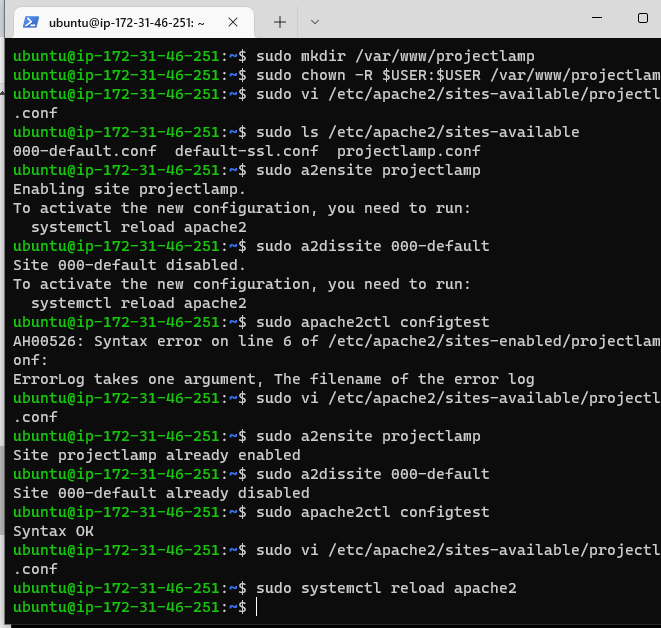 ubuntu@ip-172-31-46-251: ~
ubuntu@ip-172-31-46-251:~$ sudo mkdir /var/www/projectlamp
ubuntu@ip-172-31-46-251:~$ sudo chown -R $USER:$USER /var/www/projectlam
ubuntu@ip-172-31-46-251:~$ sudo vi /etc/apache2/sites-available/projectl
.conf
ubuntu@ip-172-31-46-251:~$ sudo ls /etc/apache2/sites-available
000-default.conf  default-ssl.conf  projectlamp.conf
ubuntu@ip-172-31-46-251:~$ sudo a2ensite projectlamp
Enabling site projectlamp.
To activate the new configuration, you need to run:
  systemctl reload apache2
ubuntu@ip-172-31-46-251:~$ sudo a2dissite 000-default
Site 000-default disabled.
To activate the new configuration, you need to run:
  systemctl reload apache2
ubuntu@ip-172-31-46-251:~$ sudo apache2ctl configtest
AH00526: Syntax error on line 6 of /etc/apache2/sites-enabled/projectlam
onf:
ErrorLog takes one argument, The filename of the error log
ubuntu@ip-172-31-46-251:~$ sudo vi /etc/apache2/sites-available/projectl
.conf
ubuntu@ip-172-31-46-251:~$ sudo a2ensite projectlamp
Site projectlamp already enabled
ubuntu@ip-172-31-46-251:~$ sudo a2dissite 000-default
Site 000-default already disabled
ubuntu@ip-172-31-46-251:~$ sudo apache2ctl configtest
Syntax OK
ubuntu@ip-172-31-46-251:~$ sudo vi /etc/apache2/sites-available/projectl
.conf
ubuntu@ip-172-31-46-251:~$ sudo systemctl reload apache2
ubuntu@ip-172-31-46-251:~$